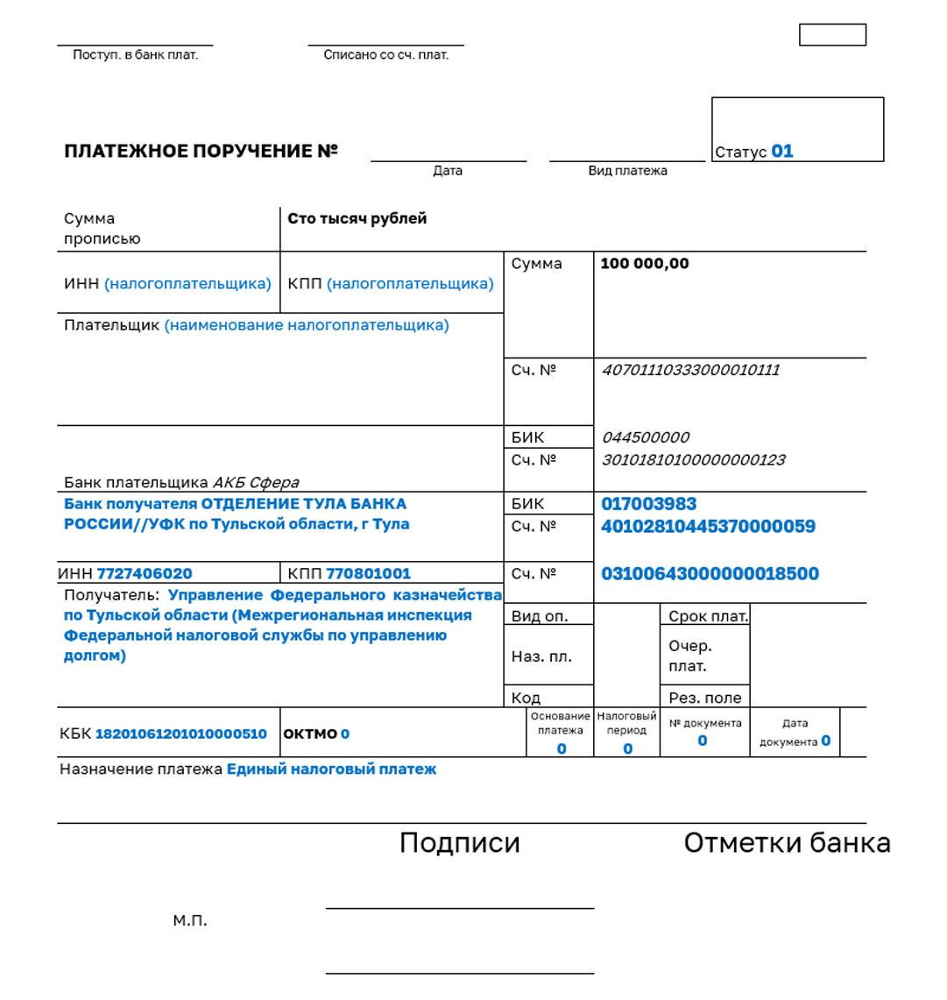 Поступ. в банк плат.
Списано со сч. плат.
ПЛАТЕЖНОЕ ПОРУЧЕНИЕ №
Дата
Вид платежа
Статус 01
Сумма
прописью
Сто тысяч рублей
ИНН (налогоплательщика)
КПП (налогоплательщика)
Сумма
100 000,00
Плательщик (наименование налогоплательщика)
Сч. №
40701110333000010111
БИК
044500000
Сч. №
30101810100000000123
Банк плательщика АКБ Сфера
Банк получателя ОТДЕЛЕНИЕ ТУЛА БАНКА
РОССИИ//УФК по Тульской области, г Тула
БИК
017003983
Сч. №
40102810445370000059
ИНН 7727406020
КПП 770801001
Сч. №
03100643000000018500
Получатель: Управление Федерального казначейства
по Тульской области (Межрегиональная инспекция
Федеральной налоговой службы по управлению
долгом)
Вид оп.
Срок плат.
Наз. пл.
Очер.
плат.
Код
Рез. поле
КБК 18201061201010000510
ОКТМО 0
Основание
платежа
0
Налоговый
период
0
№ документа
0
Дата
документа 0
Назначение платежа Единый налоговый платеж
Подписи
Отметки банка
М.П.